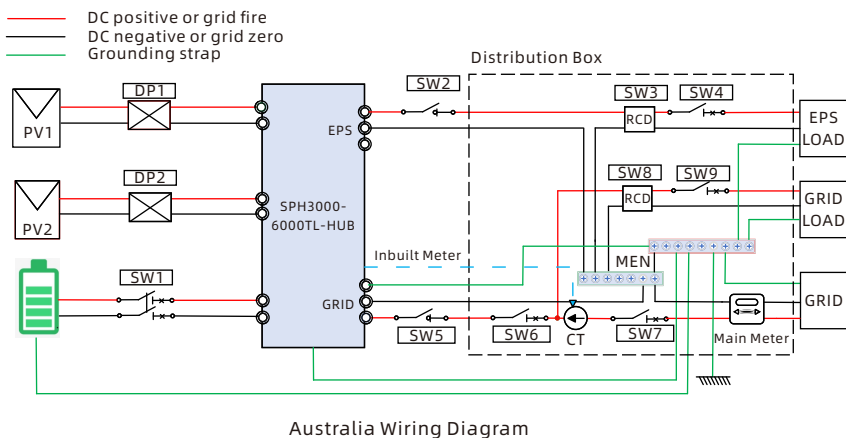 DC positive or grid fire
DC negative or grid zero
Grounding strap
Distribution Box
DP1
SW2
SW3
SW4
PV1
EPS
RCD
EPS
LOAD
DP2
SW8
SW9
PV2
SPH3000-
6000TL-HUB
RCD
GRID
LOAD
Inbuilt Meter
MEN
SW1
GRID
GRID
SW5
SW6
CT
SW7
Main Meter
Australia Wiring Diagram